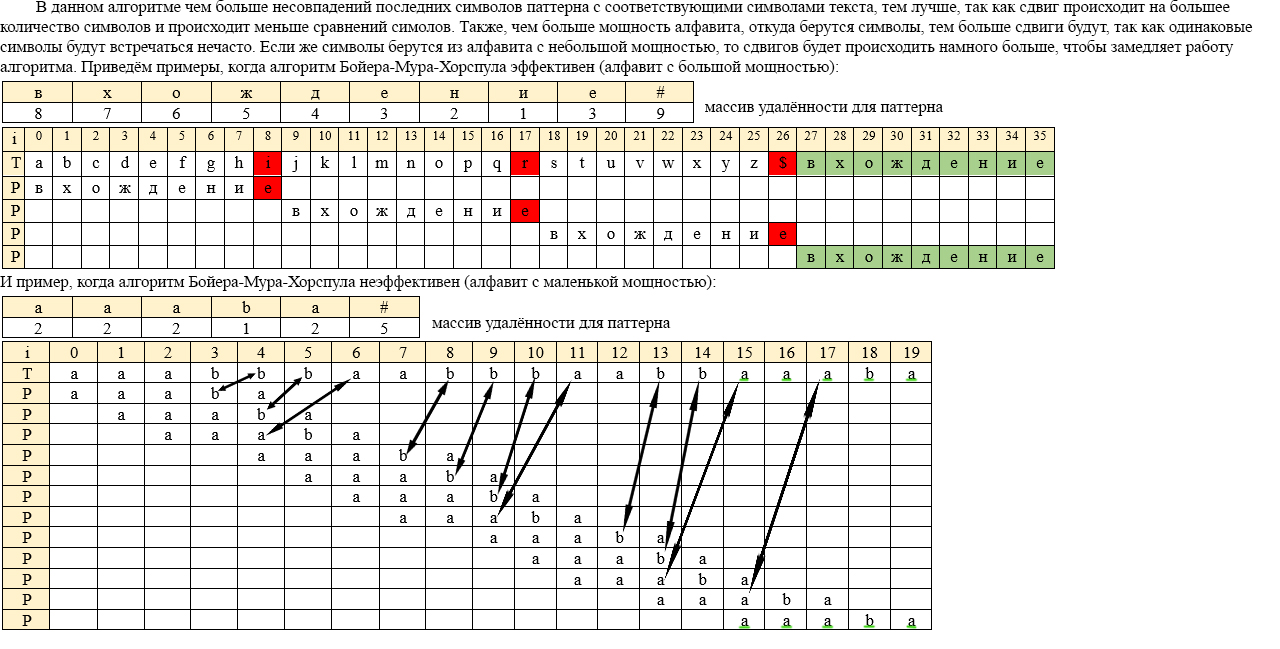 В данном алгоритме чем больше несовпадений последних символов паттерна с соответствующими символами текста, тем лучше, так как сдвиг происходит на большее
количество символов и происходит меньше сравнений симолов. Также, чем больше мощность алфавита, откуда берутся символы, тем больше сдвиги будут, так как одинаковые
символы будут встречаться нечасто. Если же символы берутся из алфавита с небольшой мощностью, то сдвигов будет происходить намного больше, чтобы замедляет работу
алгоритма. Приведём примеры, когда алгоритм Бойера-Мура-Хорспула эффективен (алфавит с большой мощностью):
в х о ж д е н и е #
8 7 6 5 4 3 2 1 3 9 массив удалённости для паттерна
i 0 1 2 3 4 5 6 7 8 9 10 11 12 13 14 15 16 17 18 19 20 21 22 23 24 25 26 27 28 29 30 31 32 33 34 35
T a b c d e f g h i j k l m n o p q r s t u v w x y z $ в х о ж д е н и е
P в х о ж д е н и е
P в х о ж д е н и е
P в х о ж д е н и е
P в х о ж д е н и е
И пример, когда алгоритм Бойера-Мура-Хорспула неэффективен (алфавит с маленькой мощностью):
a a a b a #
2 2 2 1 2 5 массив удалённости для паттерна
i 0 1 2 3 4 5 6 7 8 9 10 11 12 13 14 15 16 17 18 19
T a a a b b b a a b b b a a b b a a a b a
P a a a b a
P a a a b a
P a a a b a
P a a a b a
P a a a b a
P a a a b a
P a a a b a
P a a a b a
P a a a b a
P a a a b a
P a a a b a
P a a a b a